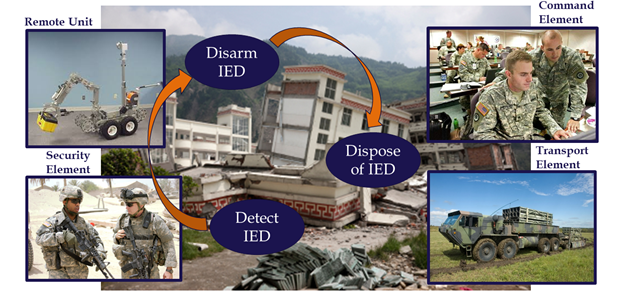 Remote Unit
Command
Element
Disarm
IED
Security
Element
Dispose
of IED
Transport
Element
Detect
IED